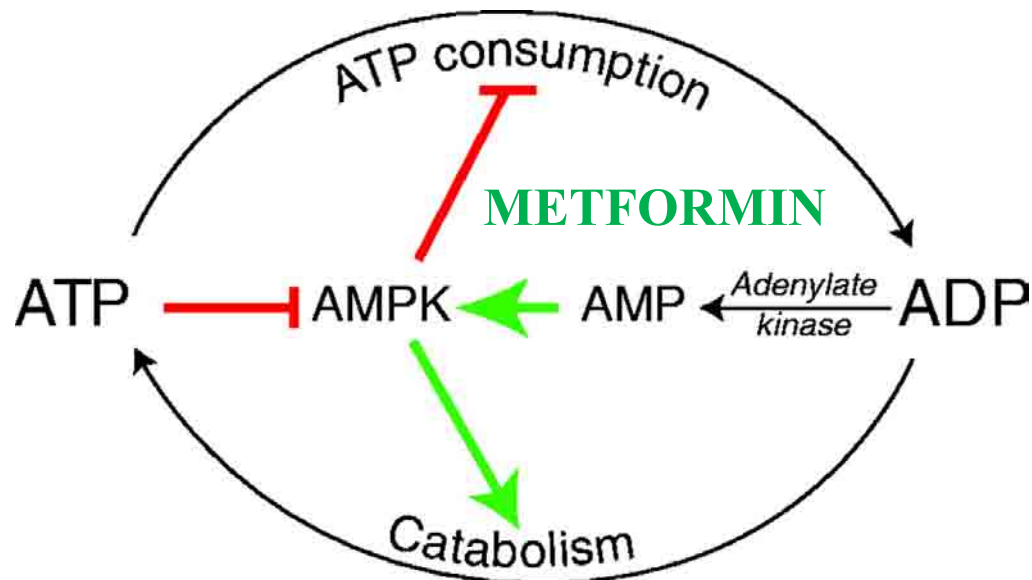 ATP consumption
METFORMIN
ATP
AMPK
AMP
Adenylate
kinase
ADP
Catabolism